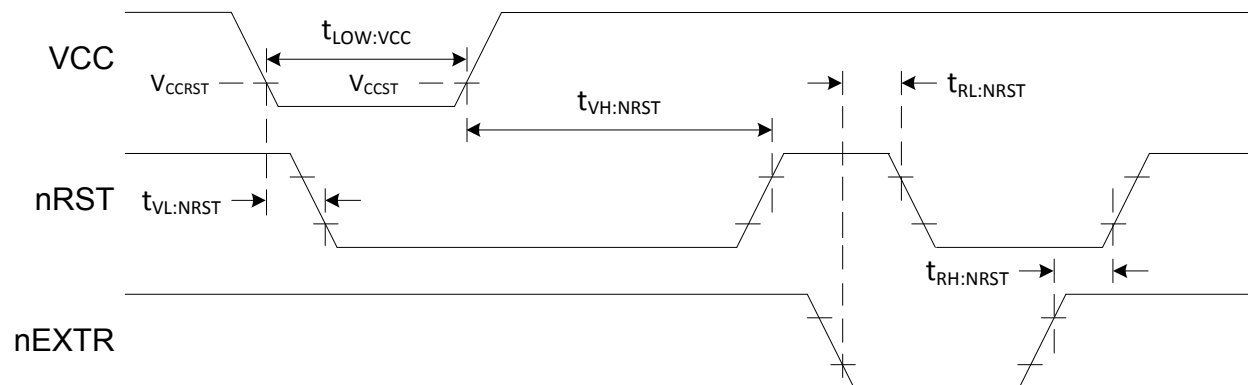 VCC
tLOW:VCC
VCCRST
VCCST
tVH:NRST
tRL:NRST
nRST
tVL:NRST
tRH:NRST
nEXTR